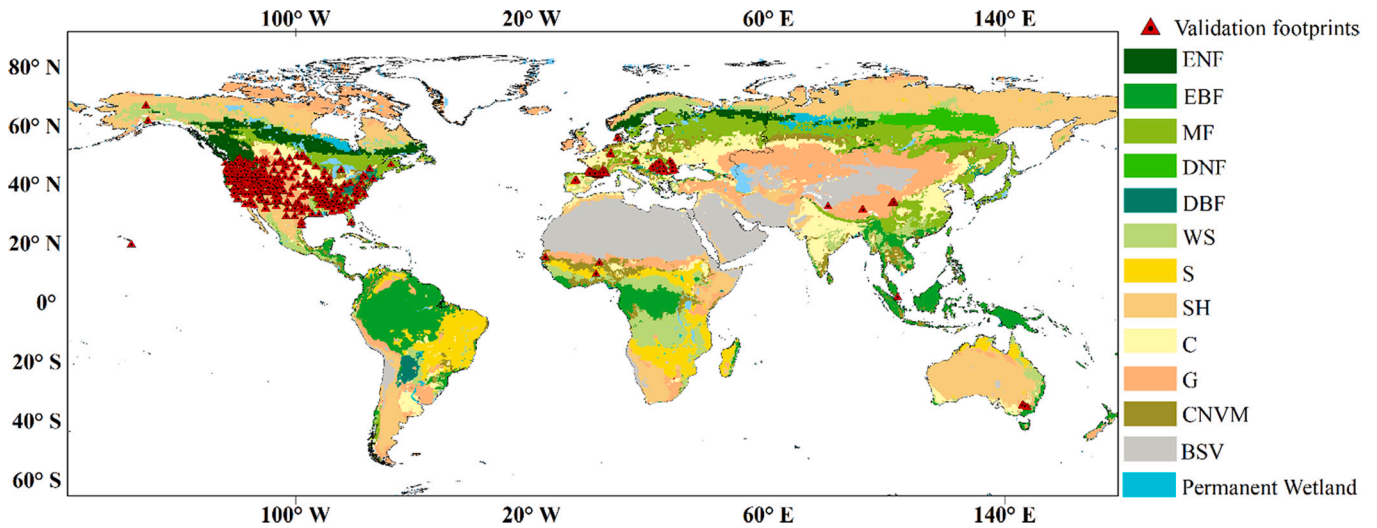 100° W 20° W 60° E 140° E
Validation footprints
80° N
60° N
40° N
20° N
0°
20° S
40° S
60° S
ENF
EBF
MF
DNF
DBF
WS
S
SH
C
G
CNVM
BSV
Permanent Wetland
100° W 20° W 60° E 140° E